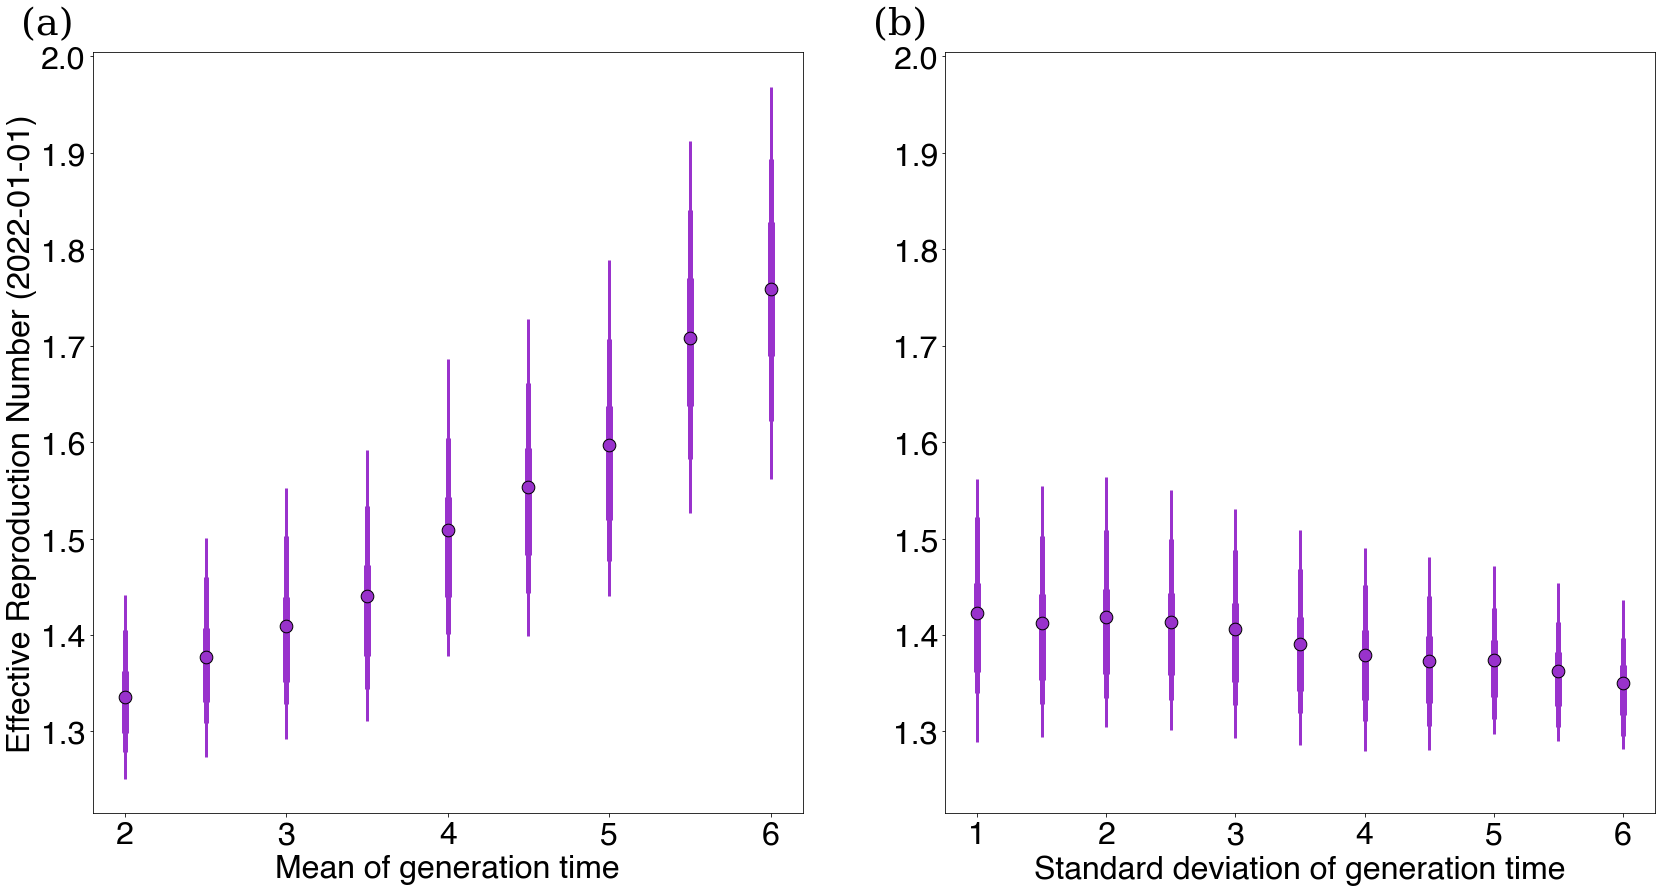 (a)
Effective Reproduction Number (2022-01-01)
2.0
1.9
1.8
1.7
1.6
1.5
1.4
1.3
2 3 4 5 6
Mean of generation time
(b)
2.0
1.9
1.8
1.7
1.6
1.5
1.4
1.3
1 2 3 4 5 6
Standard deviation of generation time